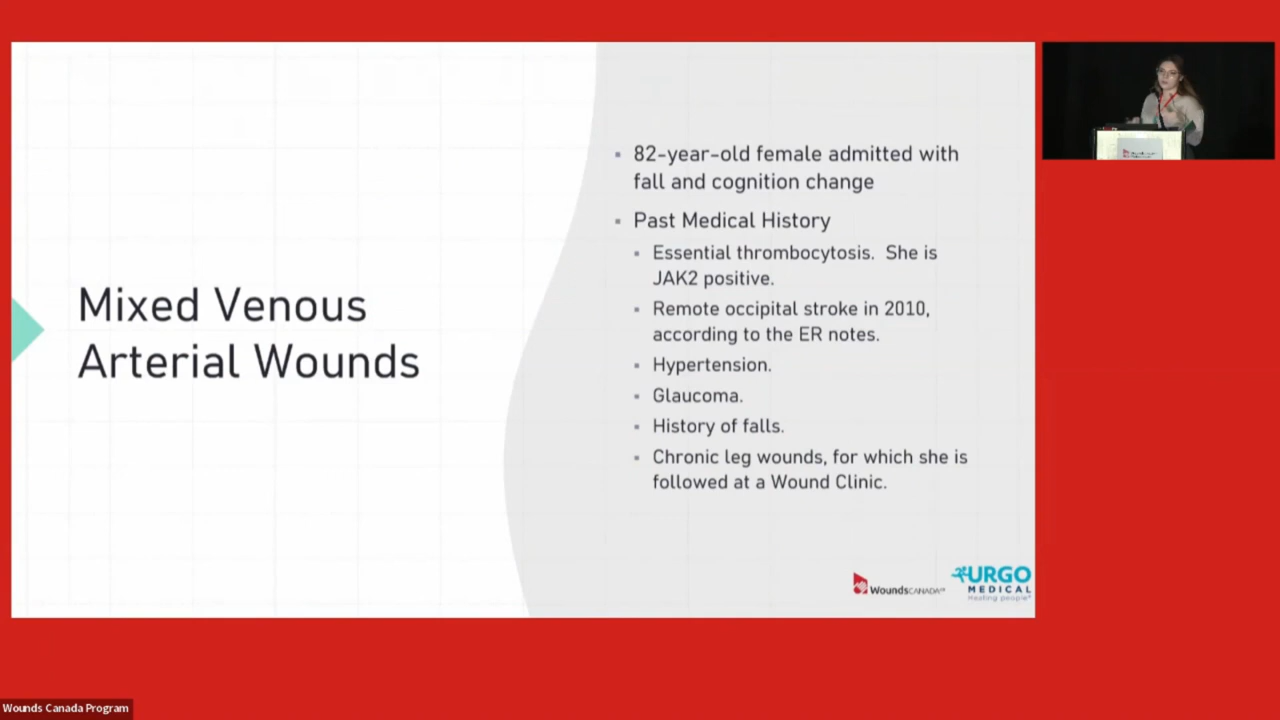 Mixed Venous
Arterial Wounds
82-year-old female admitted with
fall and cognition change
Past Medical History
Essential thrombocytosis. She is
JAK2 positive.
Remote occipital stroke in 2010,
according to the ER notes.
Hypertension.
Glaucoma.
History of falls.
Chronic leg wounds, for which she is
followed at a Wound Clinic.
WoundsCANADA
URGO
MEDICAL
Healing people®
Wounds Canada Program